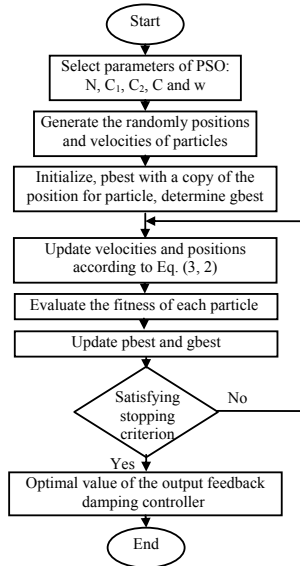 Start
Select parameters of PSO:
N, C₁, C₂, C and w
Generate the randomly positions
and velocities of particles
Initialize, pbest with a copy of the
position for particle, determine gbest
Update velocities and positions
according to Eq. (3, 2)
Evaluate the fitness of each particle
Update pbest and gbest
Satisfying
stopping
criterion
No
Yes
Optimal value of the output feedback
damping controller
End